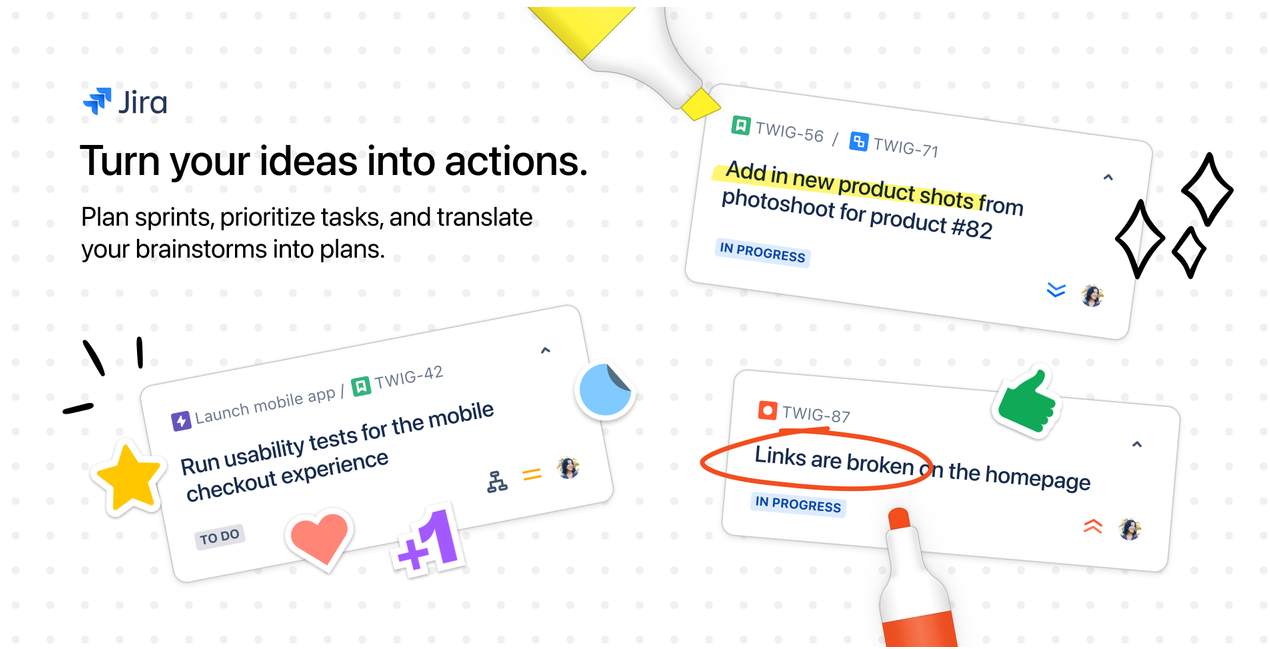 Jira
Turn your ideas into actions.
Plan sprints, prioritize tasks, and translate
your brainstorms into plans.
TWIG-56 / TWIG-71
Add in new product shots from
photoshoot for product #82
IN PROGRESS
Launch mobile app / TWIG-42
Run usability tests for the mobile
checkout experience
TO DO
+1
TWIG-87
Links are broken on the homepage
IN PROGRESS